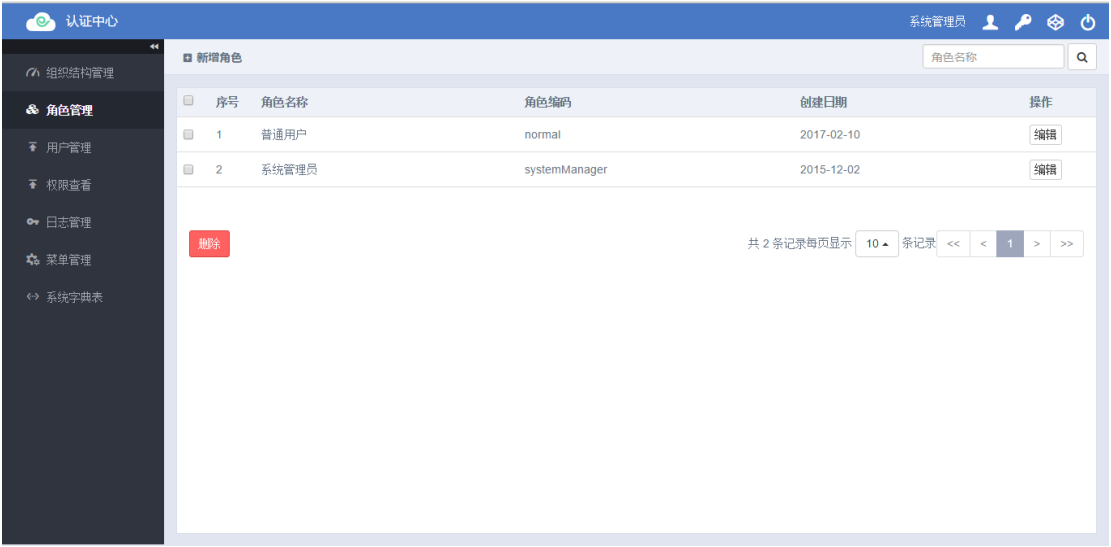 认证中心
系统管理员
组织结构管理
角色管理
用户管理
权限查看
日志管理
菜单管理
系统字典表
新增角色
角色名称
序号 角色名称 角色编码 创建日期 操作
1 普通用户 normal 2017-02-10 编辑
2 系统管理员 systemManager 2015-12-02 编辑
删除
共 2 条记录每页显示 10 条记录 << < 1 > >>